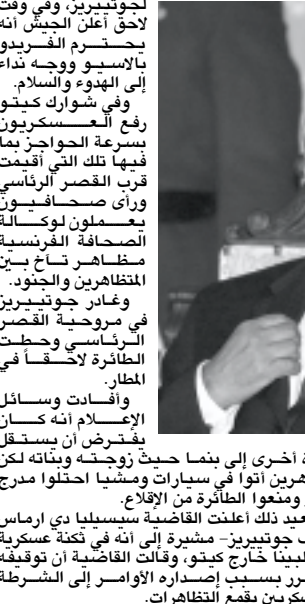 لجوتييريز، وفي وقت
لاحق أعلن الجيش أنه
يحترم الفريدو
بالاسيو ووجه نداء
إلى الهدوء والسلام.
وفي شوارك كيتو
رفع العسكريون
بسرعة الحواجز بما
فيها تلك التي أقيمت
قرب القصر الرئاسي
ورأى صحافيون
يعملون لوكالة
الصحافة الفرنسية
مظاهر تآخ بين
المتظاهرين والجنود.
وغادر جوتييريز
في مروحية القصر
الرئاسي وحطت
الطائرة لاحقاً في
المطار.
وأفادت وسائل
الإعلام أنه كان
يفترض أن يستقل
أخرى إلى بنما حيث زوجته وبناته لكن
هرين أتوا في سيارات ومشيا احتلوا مدرج
ومنعوا الطائرة من الإقلاع.
عيد ذلك أعلنت القاضية سيسيليا دي ارماس
جوتييريز- مشيرة إلى أنه في ثكنة عسكرية
خارج كيتو، وقالت القاضية أن توقيفه
رر بسبب إصداره الأوامر إلى الشرطة
سكريين بقمع التظاهرات.